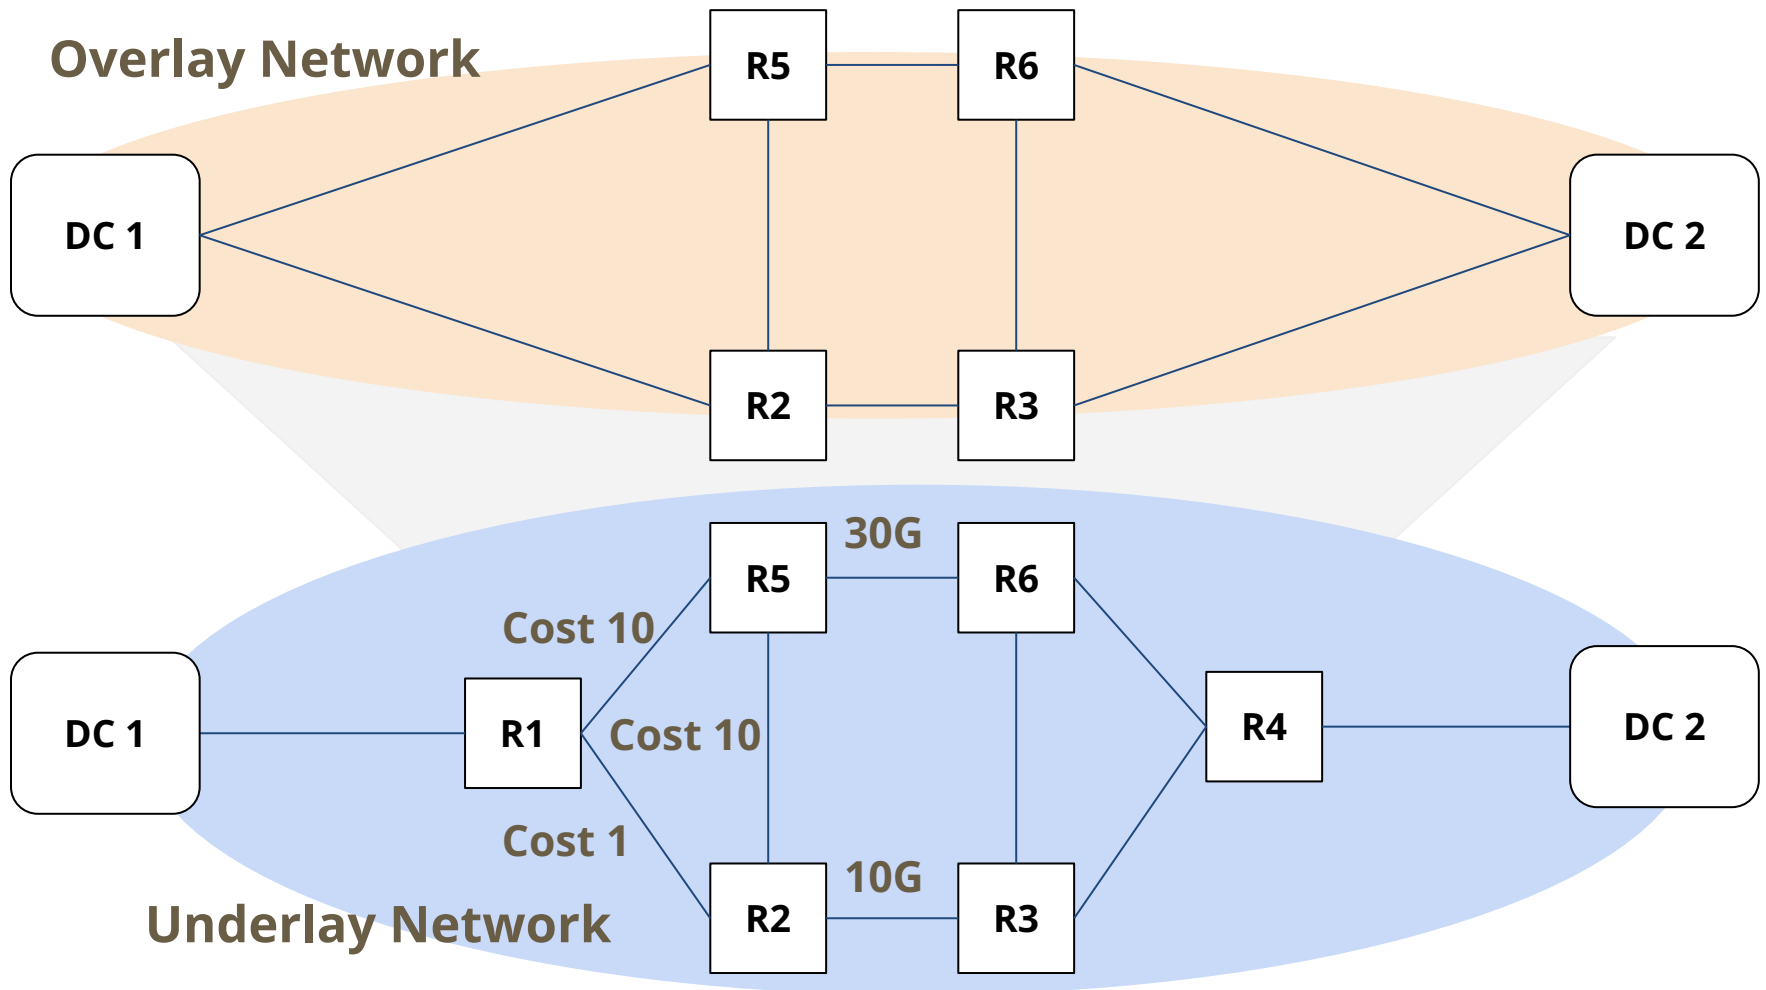 Overlay Network
R5
R6
DC 1
DC 2
R2
R3
30G
R5
R6
Cost 10
DC 1
R1
Cost 10
R4
DC 2
Cost 1
10G
R2
R3
Underlay Network